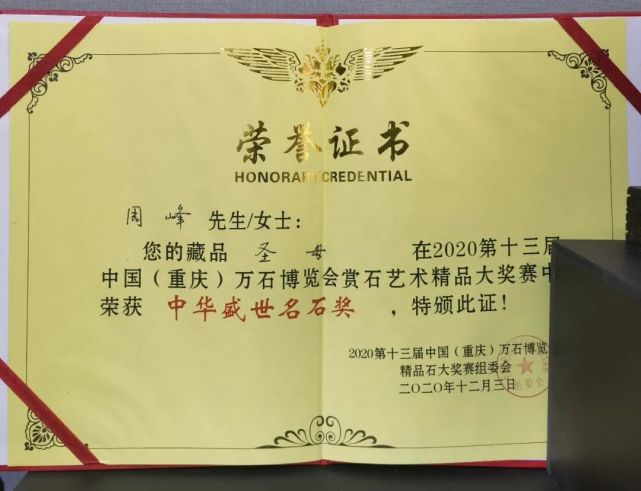 荣誉证书
HONORARY CREDENTIAL
周峰 先生/女士：
您的藏品 圣母 在2020第十三届
中国（重庆）万石博览会赏石艺术精品大奖赛中
荣获 中华盛世名石奖 ，特颁此证！
2020第十三届中国（重庆）万石博览
精品石大奖赛组委会
二〇二〇年十二月三日
组委会